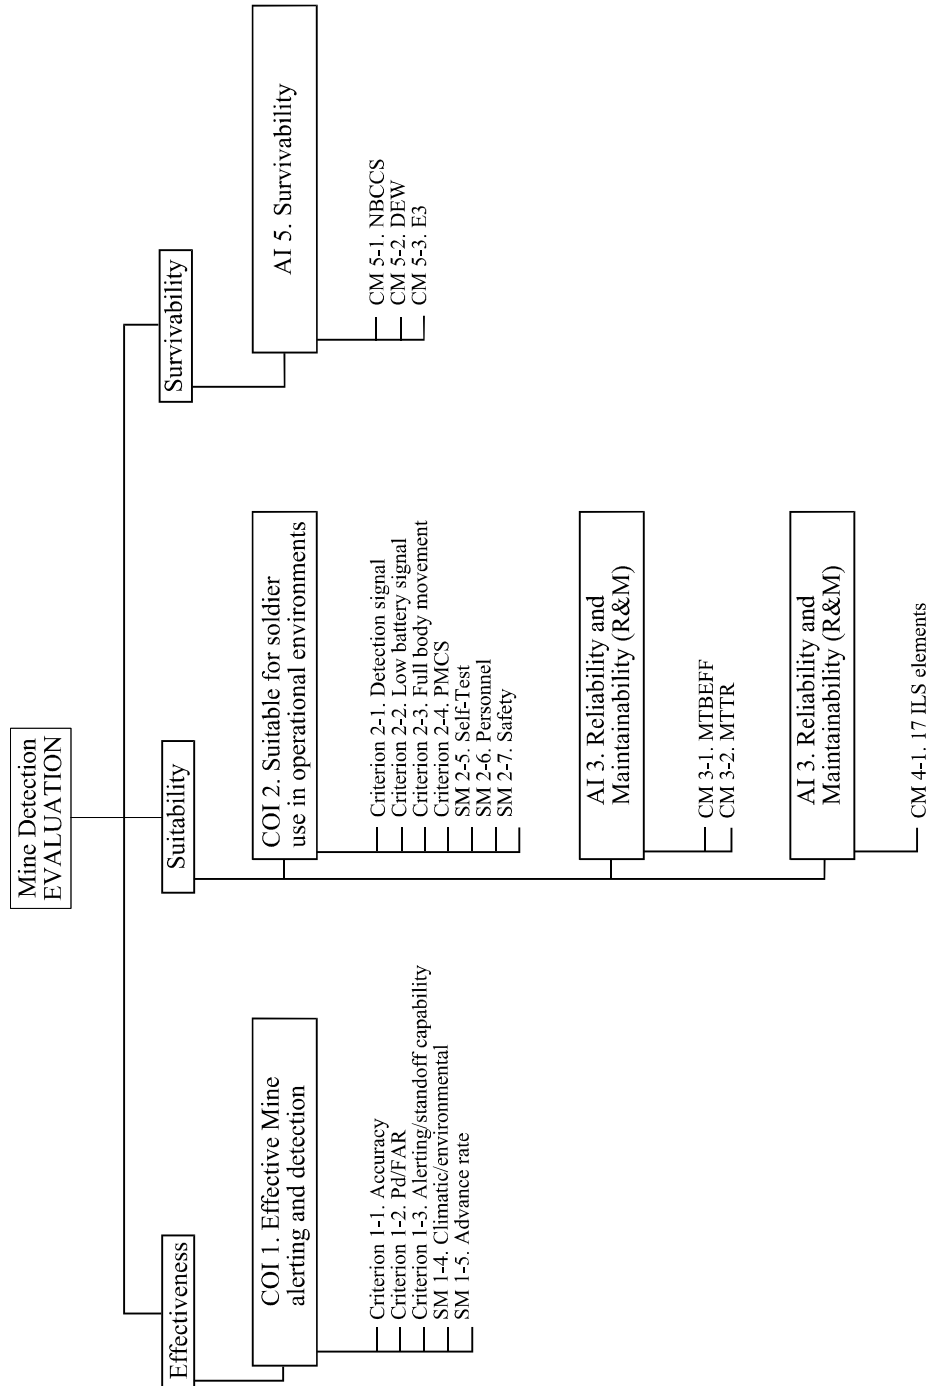 Mine Detection
EVALUATION
Effectiveness
COI 1. Effective Mine
alerting and detection
Criterion 1-1. Accuracy
Criterion 1-2. Pd/FAR
Criterion 1-3. Alerting/standoff capability
SM 1-4. Climatic/environmental
SM 1-5. Advance rate
Suitability
COI 2. Suitable for soldier
use in operational environments
Criterion 2-1. Detection signal
Criterion 2-2. Low battery signal
Criterion 2-3. Full body movement
Criterion 2-4. PMCS
SM 2-5. Self-Test
SM 2-6. Personnel
SM 2-7. Safety
AI 3. Reliability and
Maintainability (R&M)
CM 3-1. MTBEFF
CM 3-2. MTTR
AI 3. Reliability and
Maintainability (R&M)
CM 4-1. 17 ILS elements
Survivability
AI 5. Survivability
CM 5-1. NBCCS
CM 5-2. DEW
CM 5-3. E3